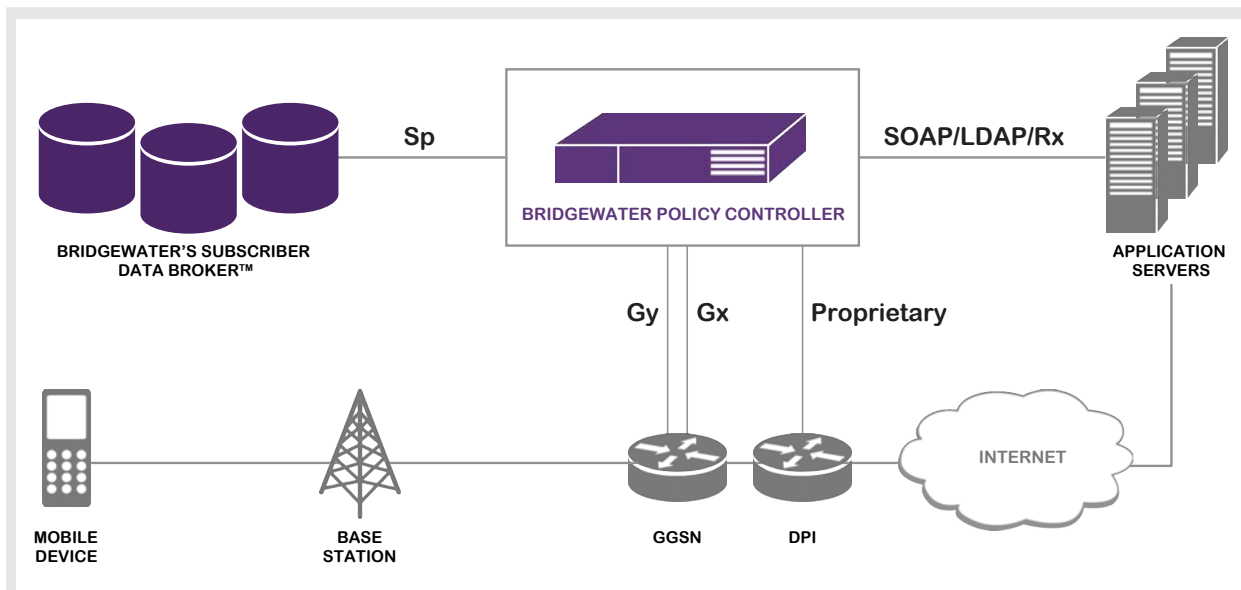 Sp
SOAP/LDAP/Rx
BRIDGEWATER POLICY CONTROLLER
BRIDGEWATER’S SUBSCRIBER
DATA BROKER™
APPLICATION
SERVERS
Gy
Gx
Proprietary
INTERNET
MOBILE
DEVICE
BASE
STATION
GGSN
DPI